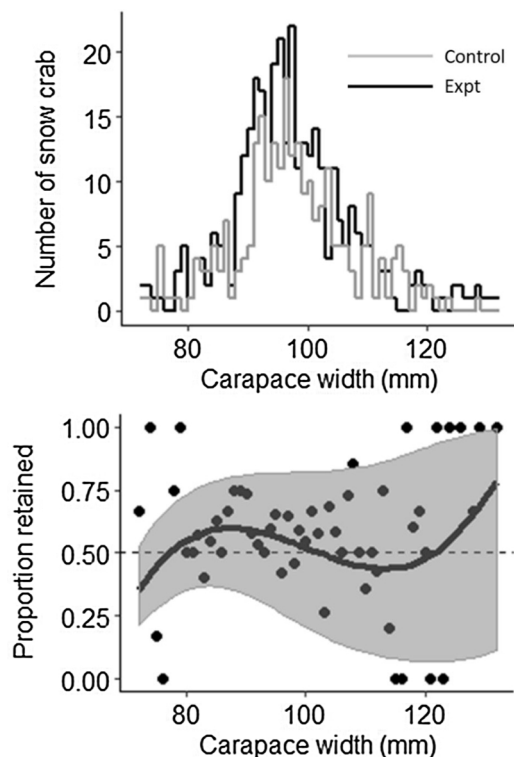 Number of snow crab
20
15
10
5
0
Control
Expt
80 100 120
Carapace width (mm)
Proportion retained
1.00
0.75
0.50
0.25
0.00
80 100 120
Carapace width (mm)